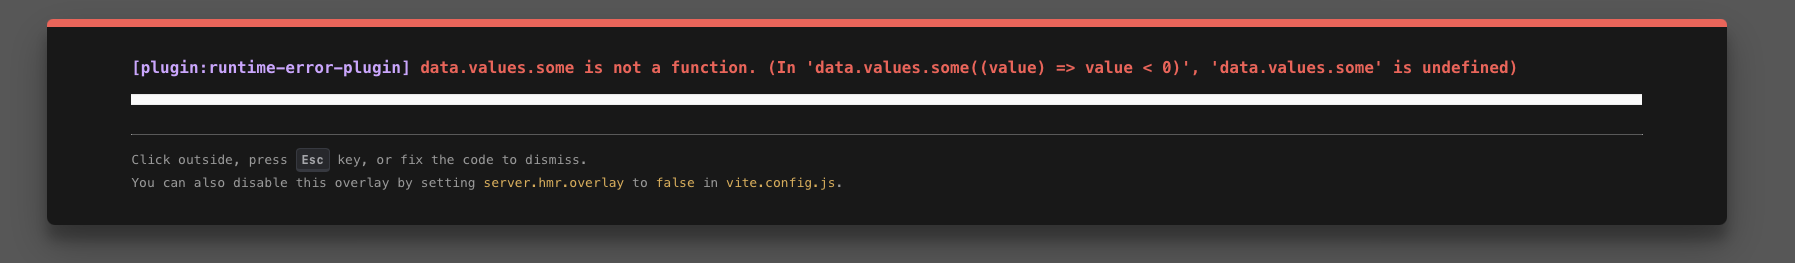 [plugin:runtime-error-plugin] data.values.some is not a function. (In 'data.values.some((value) => value < 0)', 'data.values.some' is undefined)
Click outside, press Esc key, or fix the code to dismiss.
You can also disable this overlay by setting server.hmr.overlay to false in vite.config.js.